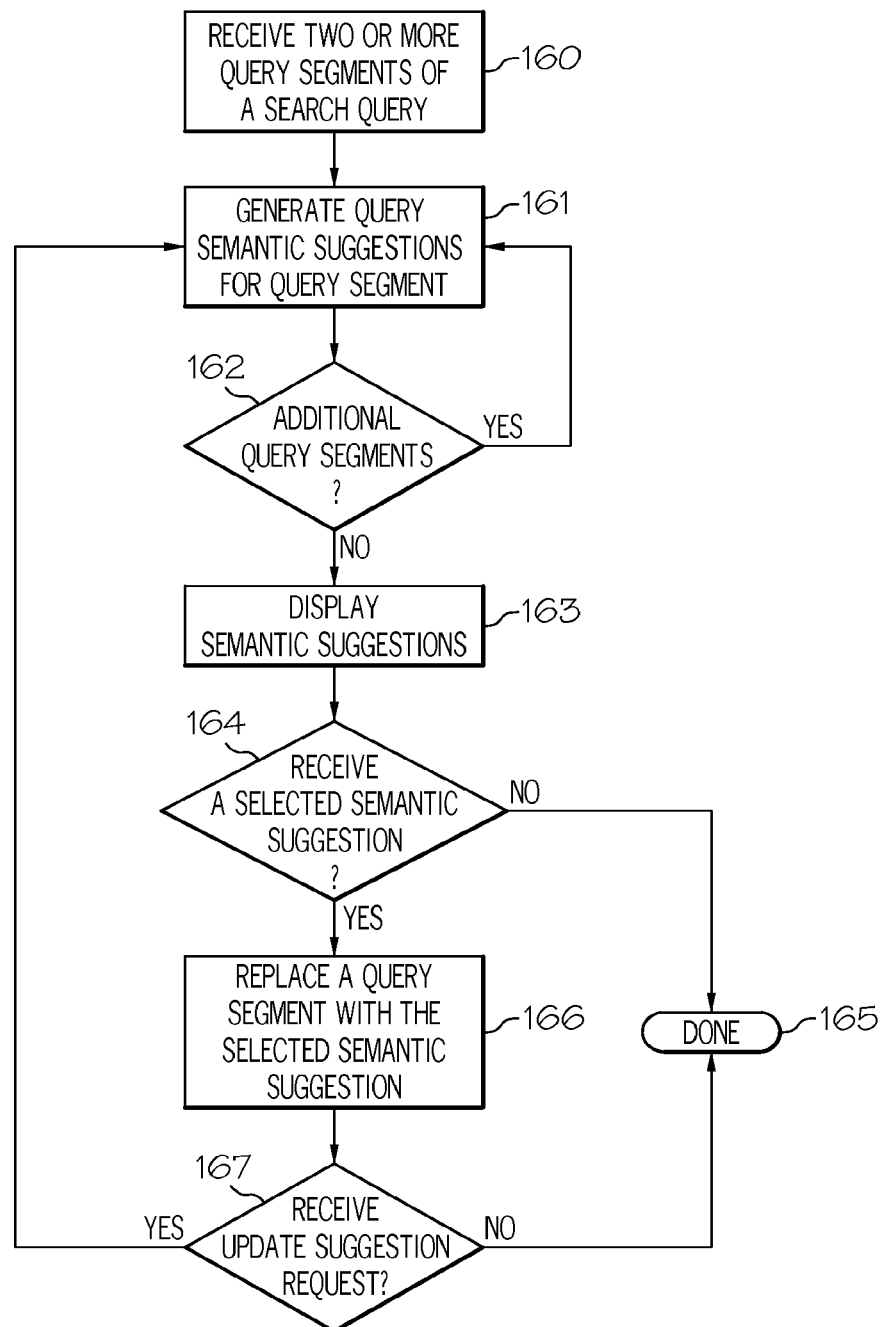 RECEIVE TWO OR MORE
QUERY SEGMENTS OF
A SEARCH QUERY
160
GENERATE QUERY
SEMANTIC SUGGESTIONS
FOR QUERY SEGMENT
161
162
ADDITIONAL
QUERY SEGMENTS
?
YES
NO
DISPLAY
SEMANTIC SUGGESTIONS
163
164
RECEIVE
A SELECTED SEMANTIC
SUGGESTION
?
NO
YES
REPLACE A QUERY
SEGMENT WITH THE
SELECTED SEMANTIC
SUGGESTION
166
DONE
165
167
RECEIVE
UPDATE SUGGESTION
REQUEST?
YES
NO